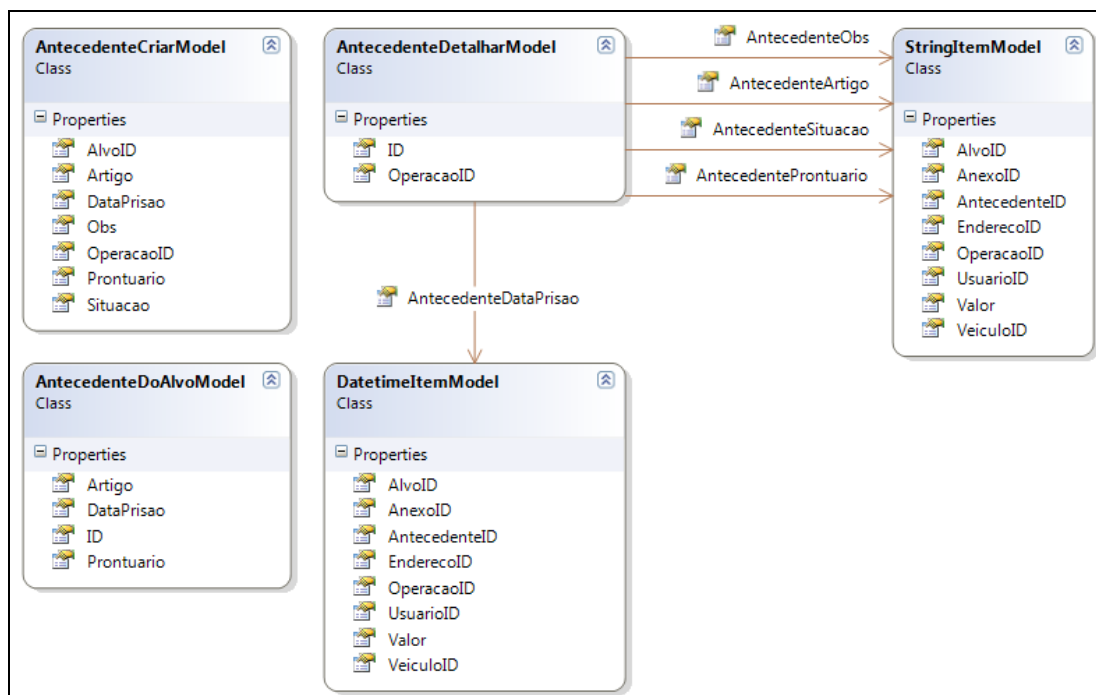 AntecedenteCriarModel
Class
Properties
AlvoID
Artigo
DataPrisao
Obs
OperacaoID
Prontuario
Situacao
AntecedenteDetalharModel
Class
Properties
ID
OperacaoID
AntecedenteObs
AntecedenteArtigo
AntecedenteSituacao
AntecedenteProntuario
StringItemModel
Class
Properties
AlvoID
AnexoID
AntecedenteID
EnderecoID
OperacaoID
UsuarioID
Valor
VeiculoID
AntecedenteDataPrisao
AntecedenteDoAlvoModel
Class
Properties
Artigo
DataPrisao
ID
Prontuario
DatetimeItemModel
Class
Properties
AlvoID
AnexoID
AntecedenteID
EnderecoID
OperacaoID
UsuarioID
Valor
VeiculoID